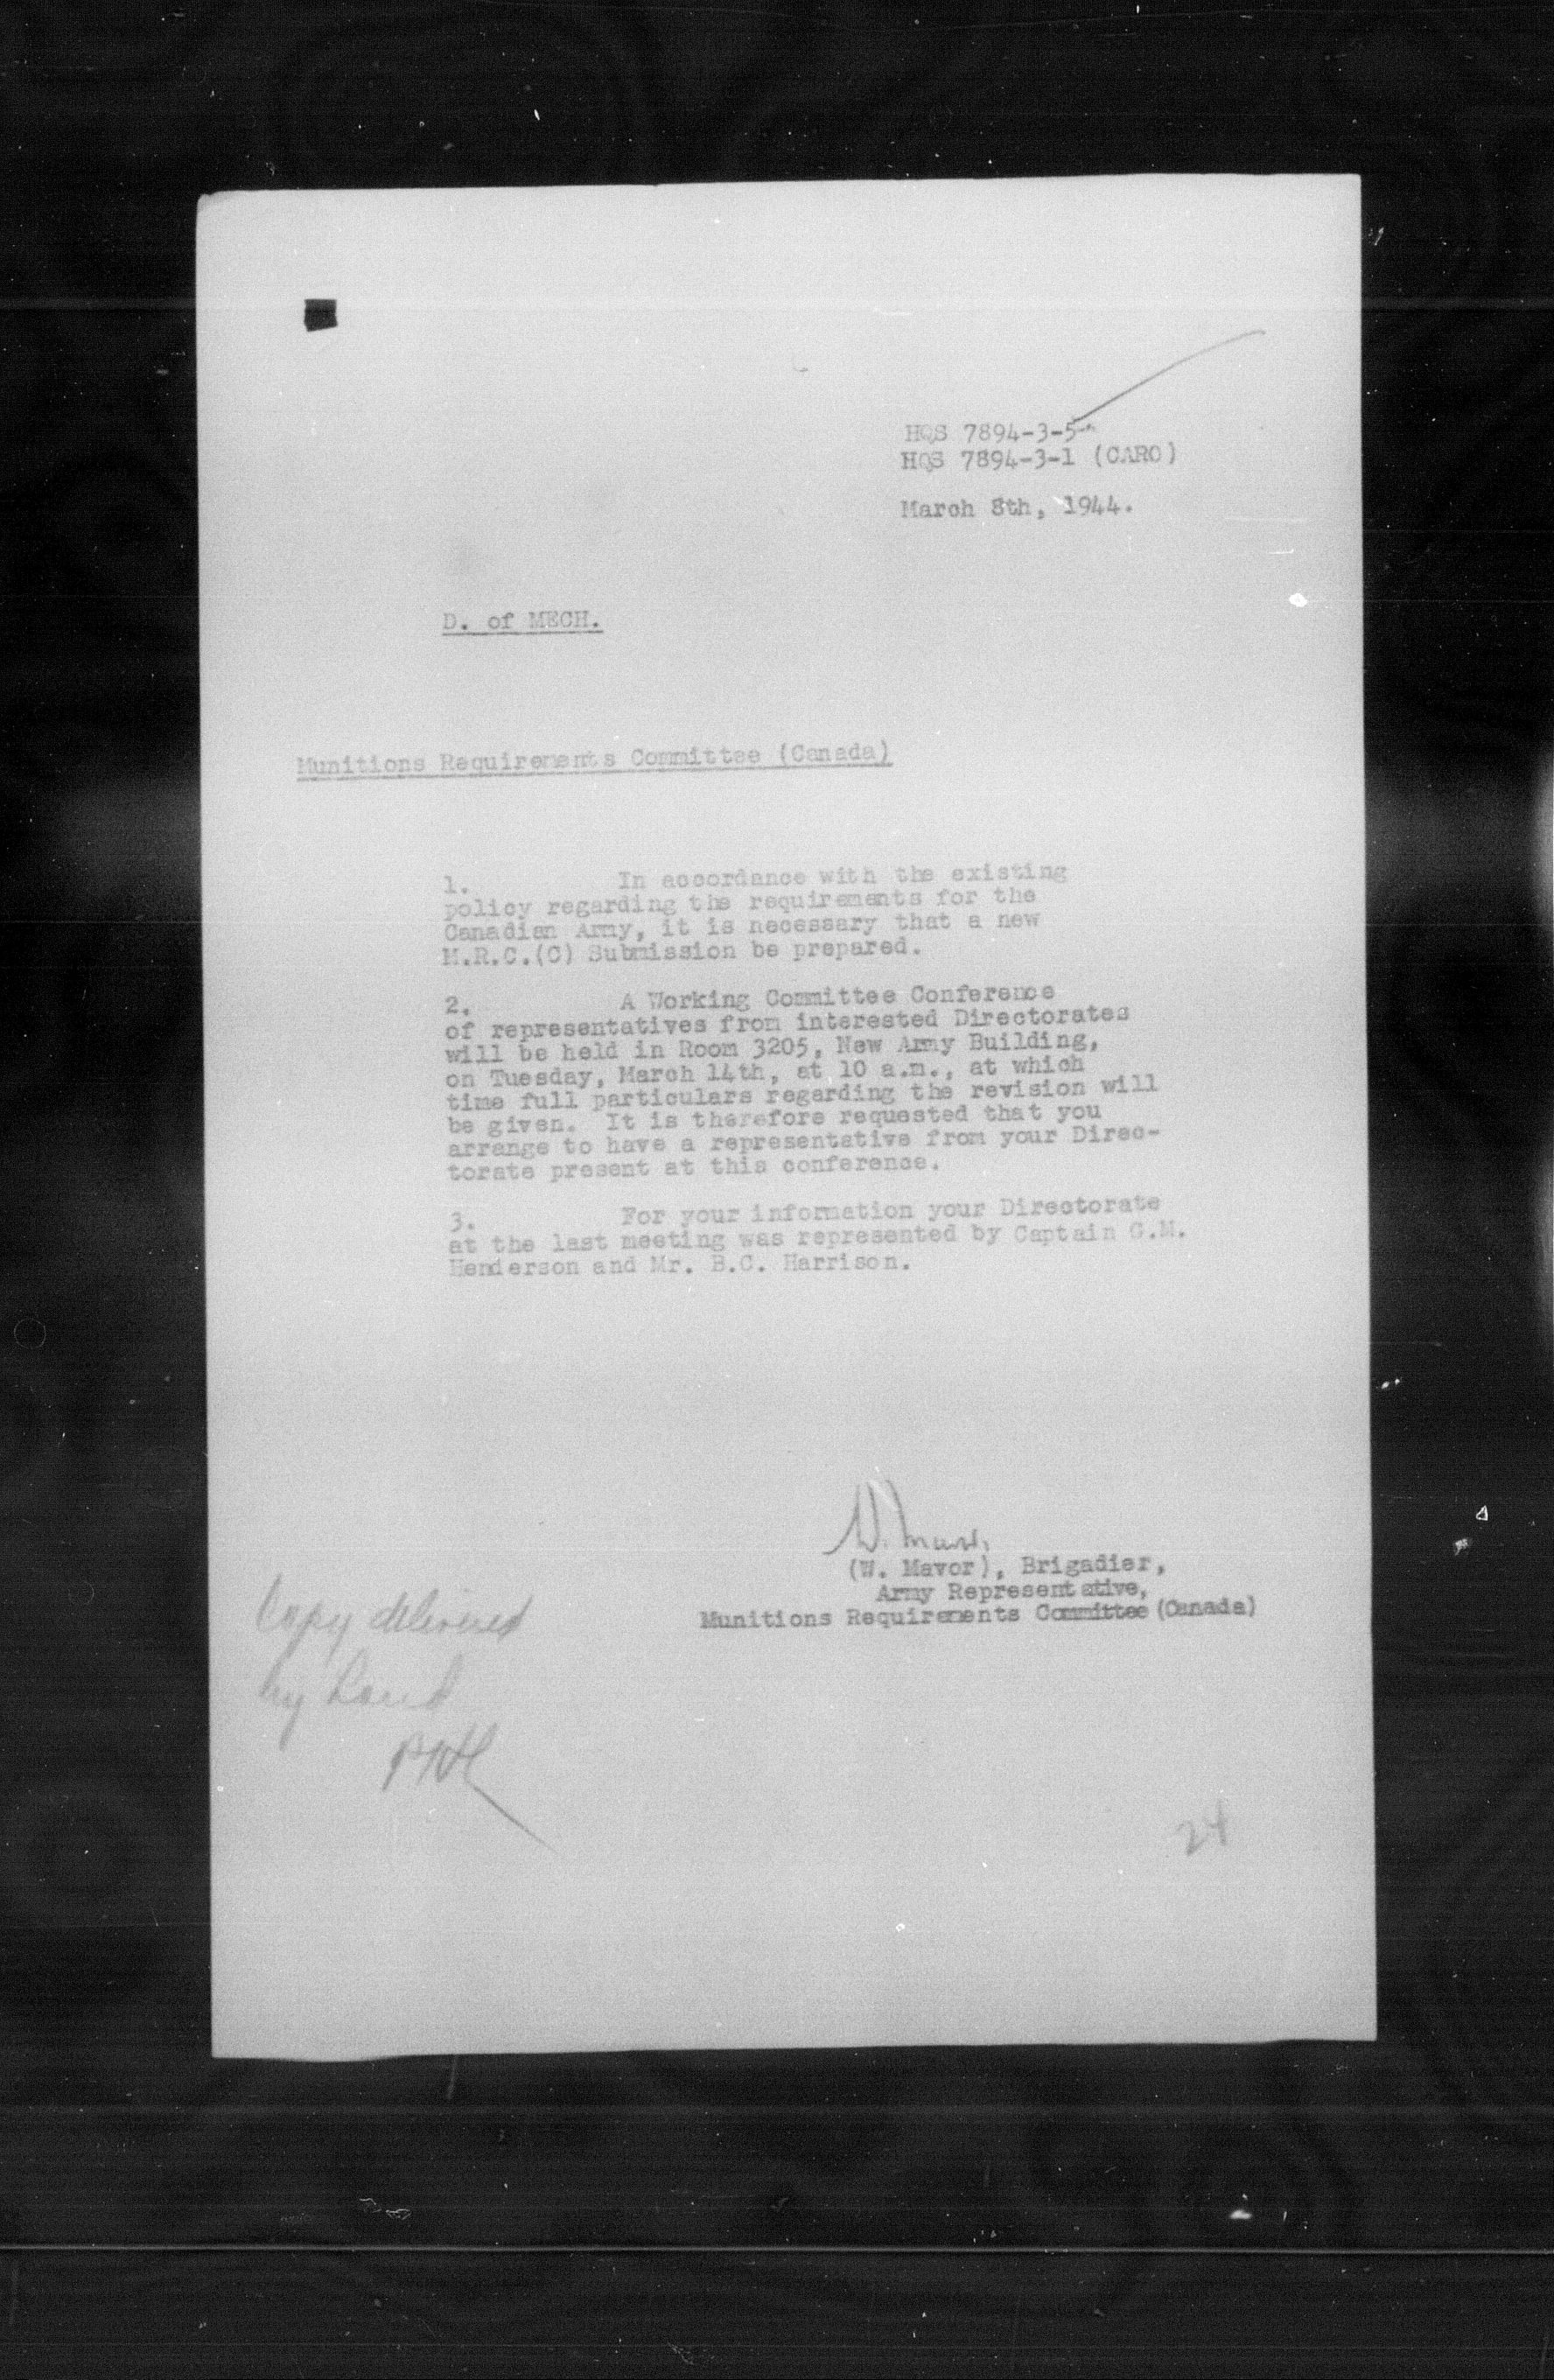 HQS 7894-3-5
HQS 7894-3-1 (CARO)
March 8th, 1944.
D. of MECH.
Munitions Requirements Committee (Canada)
1. In accordance with the existing
policy regarding the requirements for the
Canadian Army, it is necessary that a new
M.R.C.(C) Submission be prepared.
2. A Working Committee Conference
of representatives from interested Directorates
will be held in Room 3205, New Army Building,
on Tuesday, March 14th, at 10 a.m., at which
time full particulars regarding the revision will
be given. It is therefore requested that you
arrange to have a representative from your Direc-
torate present at this conference.
3. For your information your Directorate
at the last meeting was represented by Captain G.M.
Henderson and Mr. B.C. Harrison.
W. Mavor
(W. Mavor), Brigadier,
Army Representative,
Munitions Requirements Committee (Canada)
Copy delivered
by hand
24